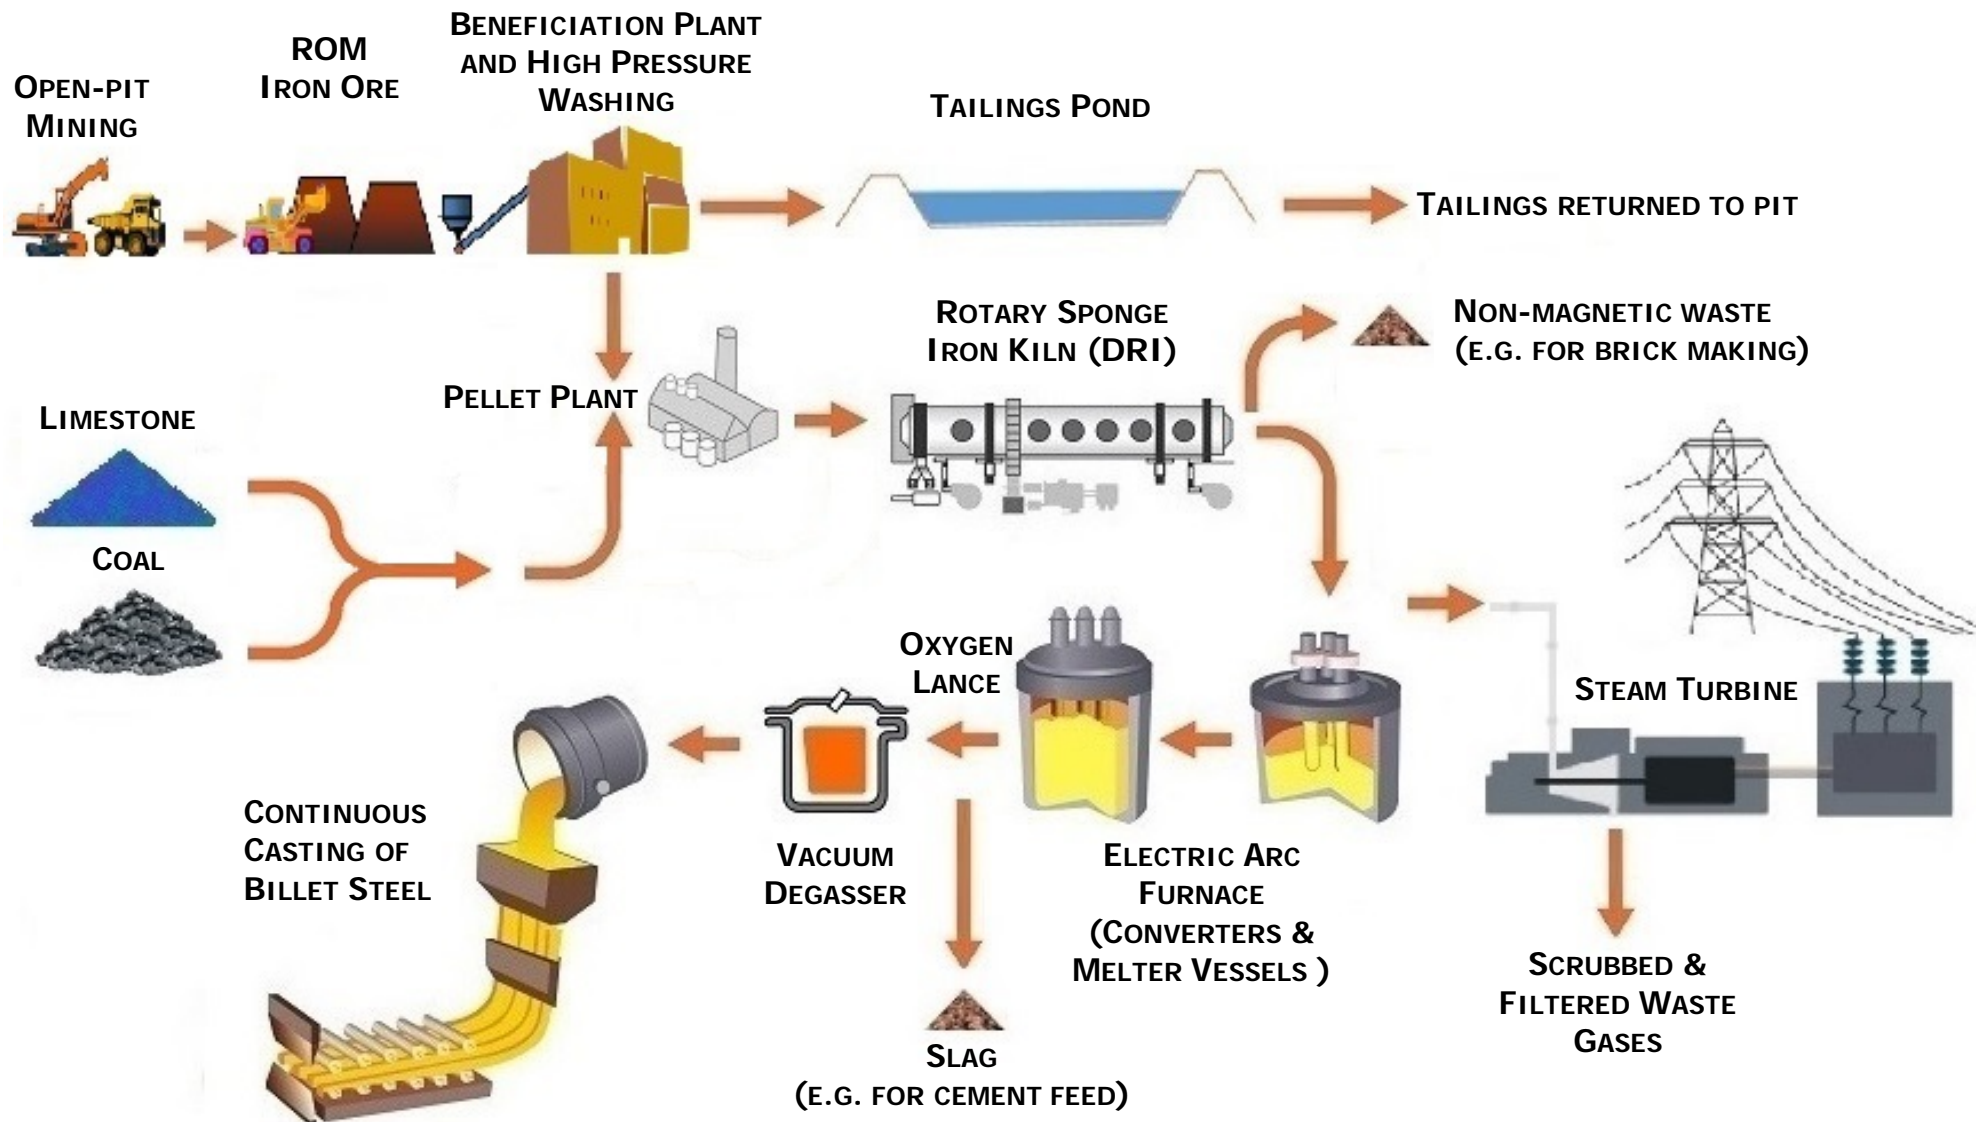 OPEN-PIT
MINING
ROM
IRON ORE
BENEFICIATION PLANT
AND HIGH PRESSURE
WASHING
TAILINGS POND
TAILINGS RETURNED TO PIT
ROTARY SPONGE
IRON KILN (DRI)
NON-MAGNETIC WASTE
(E.G. FOR BRICK MAKING)
PELLET PLANT
LIMESTONE
COAL
OXYGEN
LANCE
STEAM TURBINE
CONTINUOUS
CASTING OF
BILLET STEEL
VACUUM
DEGASSER
ELECTRIC ARC
FURNACE
(CONVERTERS &
MELTER VESSELS )
SCRUBBED &
FILTERED WASTE
GASES
SLAG
(E.G. FOR CEMENT FEED)